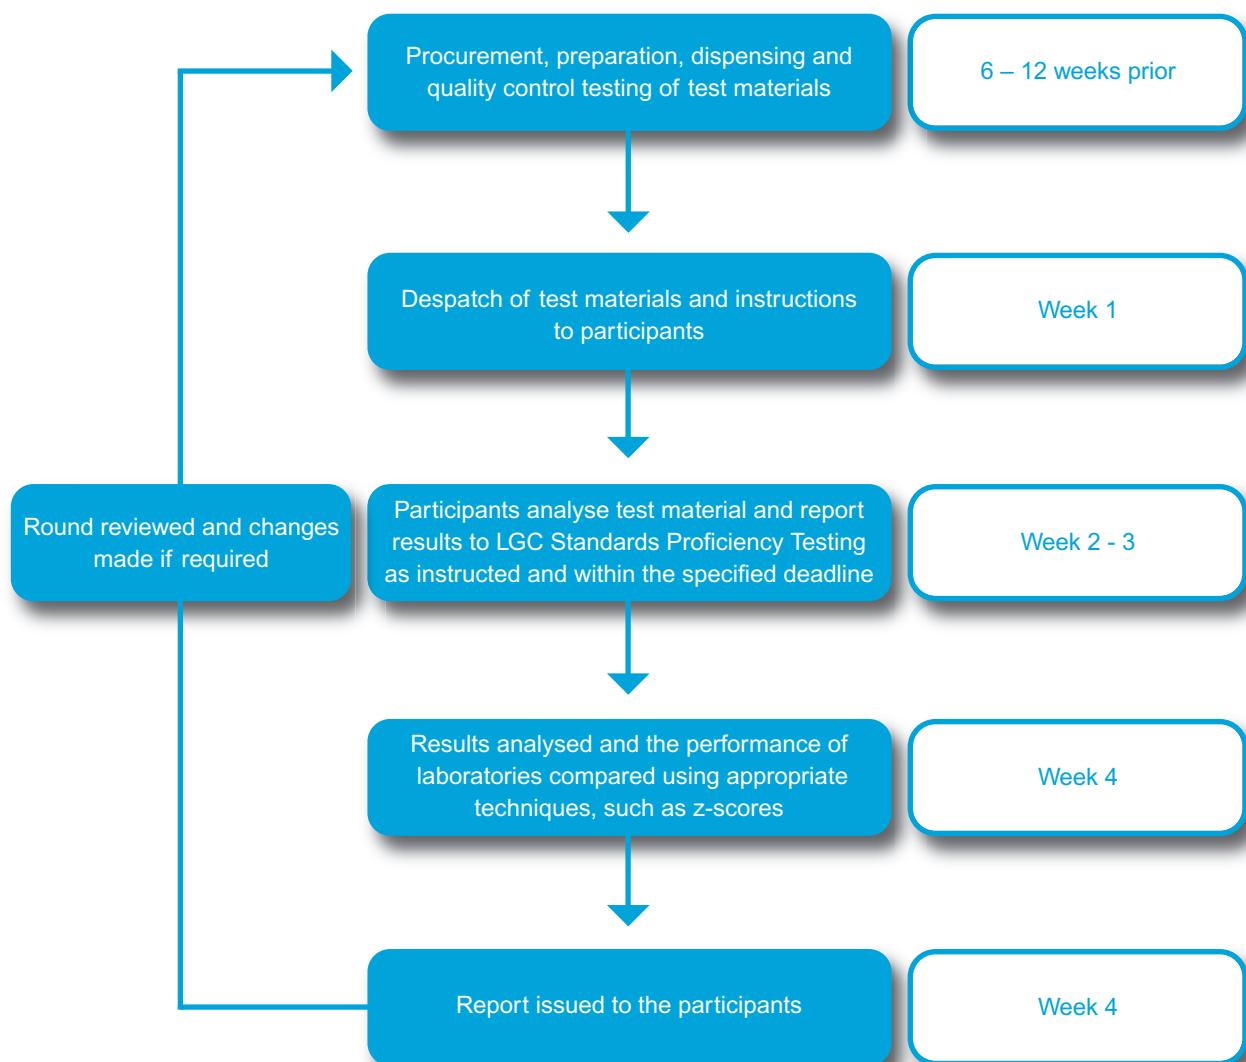 Procurement, preparation, dispensing and
quality control testing of test materials
6 – 12 weeks prior
Despatch of test materials and instructions
to participants
Week 1
Round reviewed and changes
made if required
Participants analyse test material and report
results to LGC Standards Proficiency Testing
as instructed and within the specified deadline
Week 2 - 3
Results analysed and the performance of
laboratories compared using appropriate
techniques, such as z-scores
Week 4
Report issued to the participants
Week 4